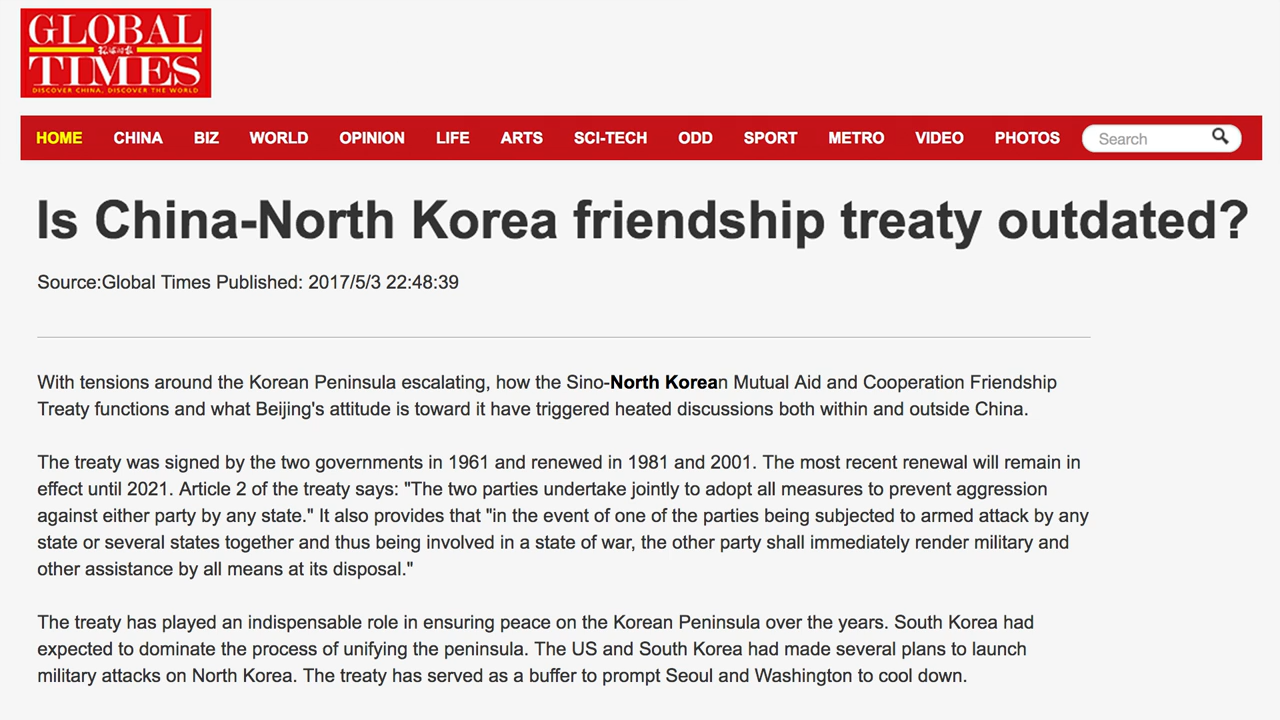 GLOBAL
环球时报
TIMES
DISCOVER CHINA, DISCOVER THE WORLD
HOME CHINA BIZ WORLD OPINION LIFE ARTS SCI-TECH ODD SPORT METRO VIDEO PHOTOS Search
Is China-North Korea friendship treaty outdated?
Source:Global Times Published: 2017/5/3 22:48:39
With tensions around the Korean Peninsula escalating, how the Sino-North Korean Mutual Aid and Cooperation Friendship
Treaty functions and what Beijing's attitude is toward it have triggered heated discussions both within and outside China.
The treaty was signed by the two governments in 1961 and renewed in 1981 and 2001. The most recent renewal will remain in
effect until 2021. Article 2 of the treaty says: "The two parties undertake jointly to adopt all measures to prevent aggression
against either party by any state." It also provides that "in the event of one of the parties being subjected to armed attack by any
state or several states together and thus being involved in a state of war, the other party shall immediately render military and
other assistance by all means at its disposal."
The treaty has played an indispensable role in ensuring peace on the Korean Peninsula over the years. South Korea had
expected to dominate the process of unifying the peninsula. The US and South Korea had made several plans to launch
military attacks on North Korea. The treaty has served as a buffer to prompt Seoul and Washington to cool down.